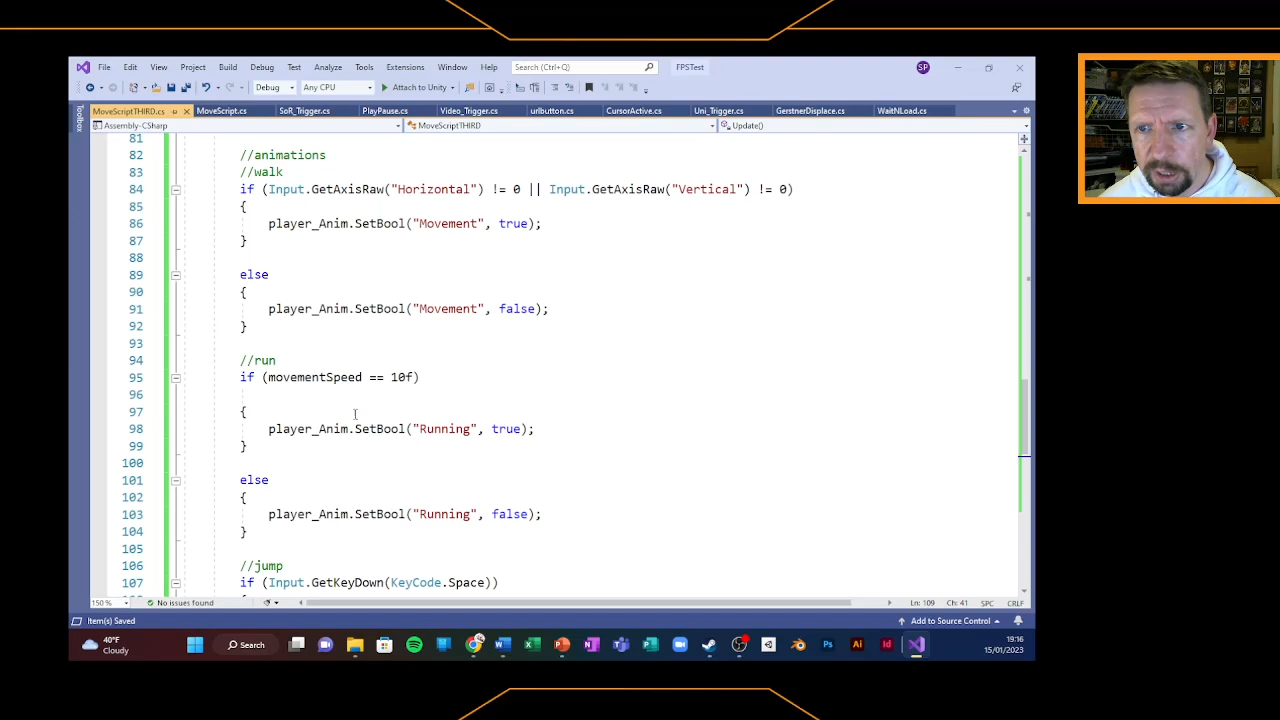 File Edit View Project Build Debug Test Analyze Tools Extensions Window Help Search (Ctrl+Q) FPSTest SP
Debug Any CPU Attach to Unity
Toolbox
MoveScriptTHIRD.cs MoveScript.cs SoR_Trigger.cs PlayPause.cs Video_Trigger.cs urlbutton.cs CursorActive.cs Uni_Trigger.cs GerstnerDisplace.cs WaitNLoad.cs
Assembly-CSharp MoveScriptTHIRD Update()
81
82 //animations
83 //walk
84 if (Input.GetAxisRaw("Horizontal") != 0 || Input.GetAxisRaw("Vertical") != 0)
85 {
86 player_Anim.SetBool("Movement", true);
87 }
88
89 else
90 {
91 player_Anim.SetBool("Movement", false);
92 }
93
94 //run
95 if (movementSpeed == 10f)
96
97 {
98 player_Anim.SetBool("Running", true);
99 }
100
101 else
102 {
103 player_Anim.SetBool("Running", false);
104 }
105
106 //jump
107 if (Input.GetKeyDown(KeyCode.Space))
150 % No issues found Ln: 109 Ch: 41 SPC CRLF
Item(s) Saved Add to Source Control
40°F
Cloudy
Search
19:16
15/01/2023